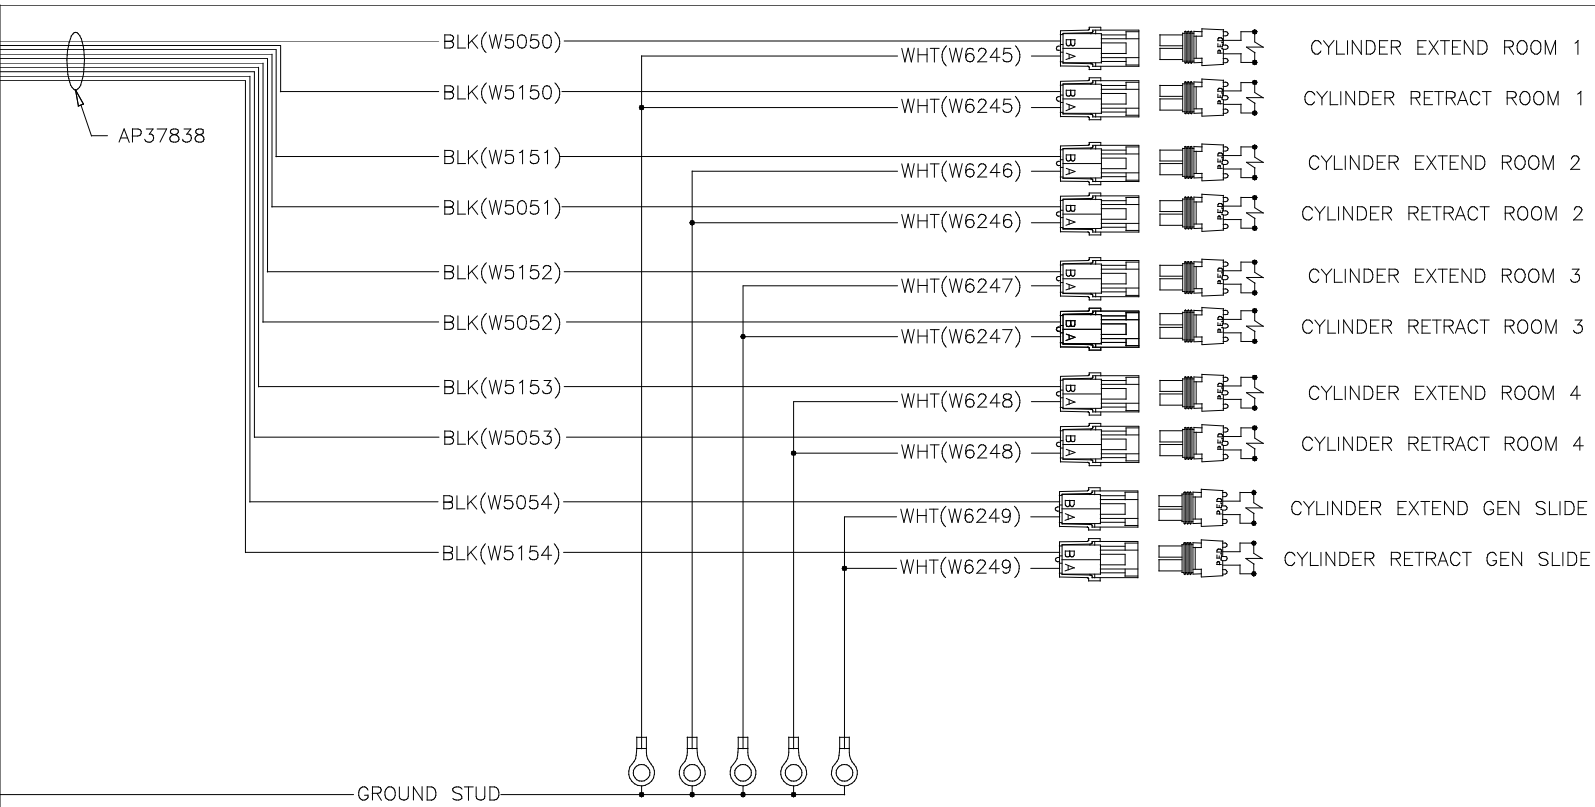 BLK(W5050)
WHT(W6245)
B
A
CYLINDER EXTEND ROOM 1
BLK(W5150)
WHT(W6245)
B
A
CYLINDER RETRACT ROOM 1
AP37838
BLK(W5151)
WHT(W6246)
B
A
CYLINDER EXTEND ROOM 2
BLK(W5051)
WHT(W6246)
B
A
CYLINDER RETRACT ROOM 2
BLK(W5152)
WHT(W6247)
B
A
CYLINDER EXTEND ROOM 3
BLK(W5052)
WHT(W6247)
B
A
CYLINDER RETRACT ROOM 3
BLK(W5153)
WHT(W6248)
B
A
CYLINDER EXTEND ROOM 4
BLK(W5053)
WHT(W6248)
B
A
CYLINDER RETRACT ROOM 4
BLK(W5054)
WHT(W6249)
B
A
CYLINDER EXTEND GEN SLIDE
BLK(W5154)
WHT(W6249)
B
A
CYLINDER RETRACT GEN SLIDE
GROUND STUD